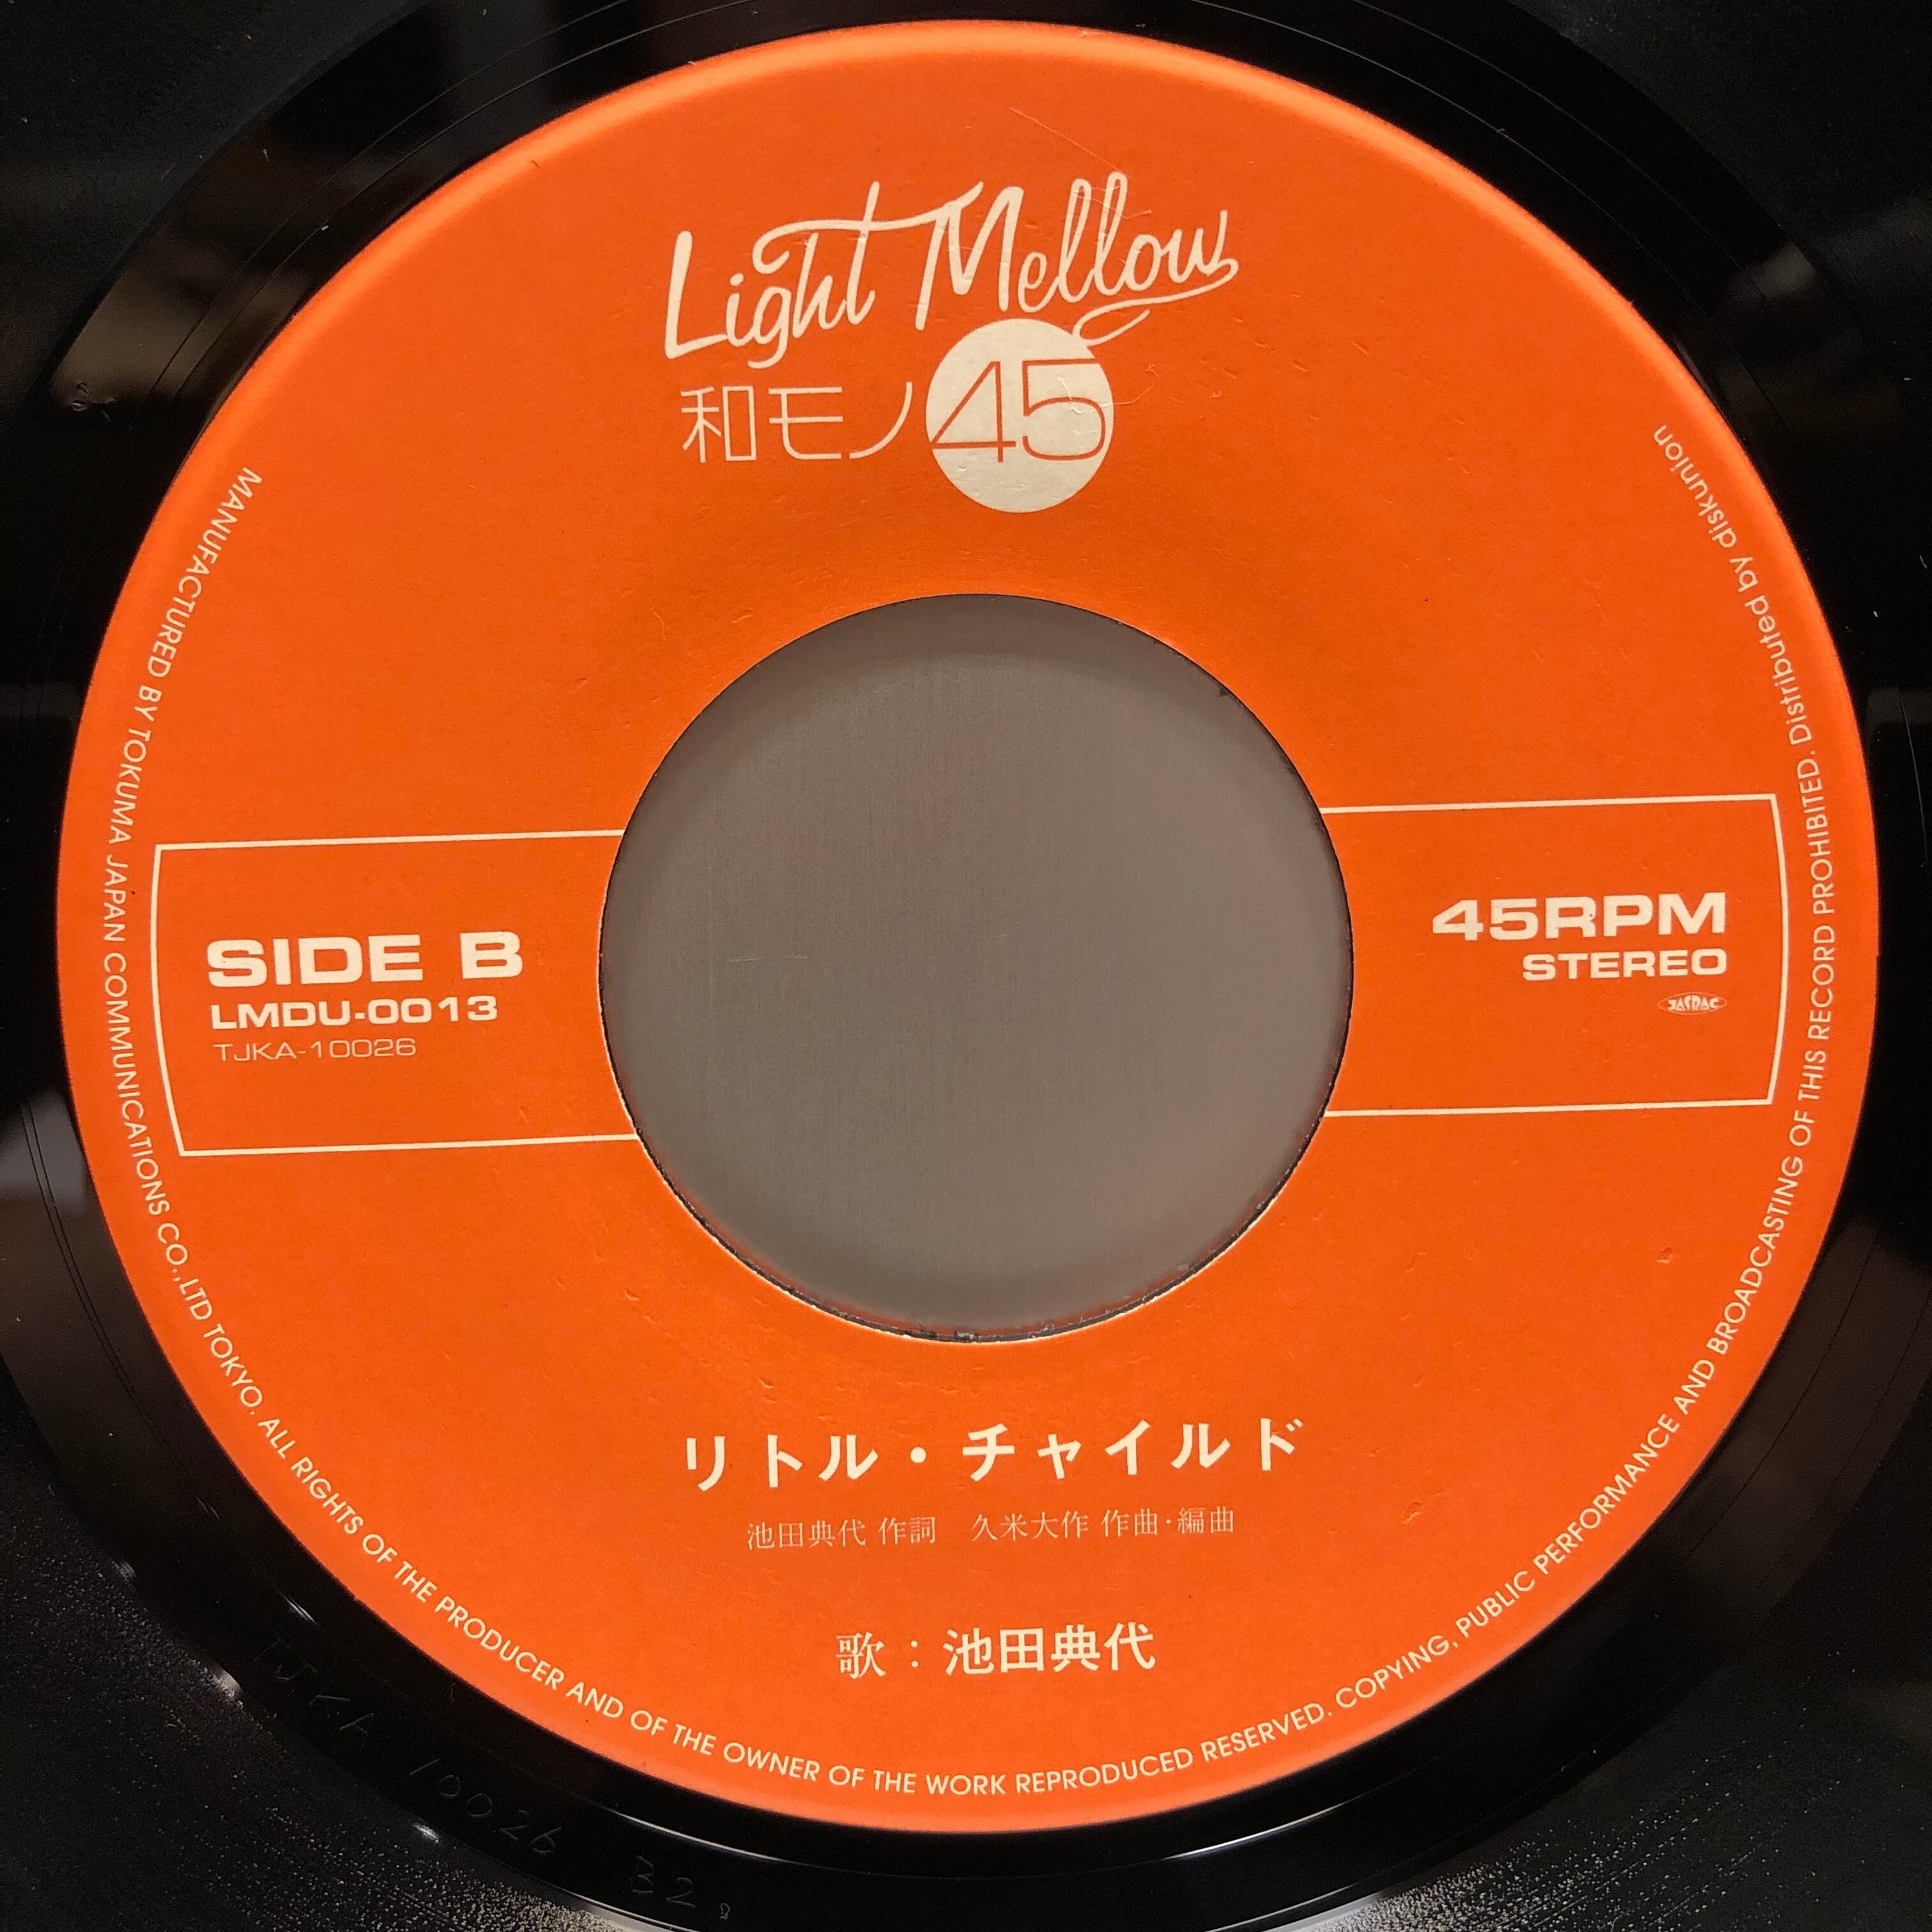 Light Mellow
和モノ45
SIDE B
LMDU-0013
TJKA-10026
45RPM
STEREO
JASRAC
リトル・チャイルド
池田典代 作詞　久米大作 作曲・編曲
歌：池田典代
MANUFACTURED BY TOKUMA JAPAN COMMUNICATIONS CO.,LTD TOKYO. ALL RIGHTS OF THE PRODUCER AND OF THE OWNER OF THE WORK REPRODUCED RESERVED. COPYING, PUBLIC PERFORMANCE AND BROADCASTING OF THIS RECORD PROHIBITED. Distributed by diskunion
TJKA 10026 B2